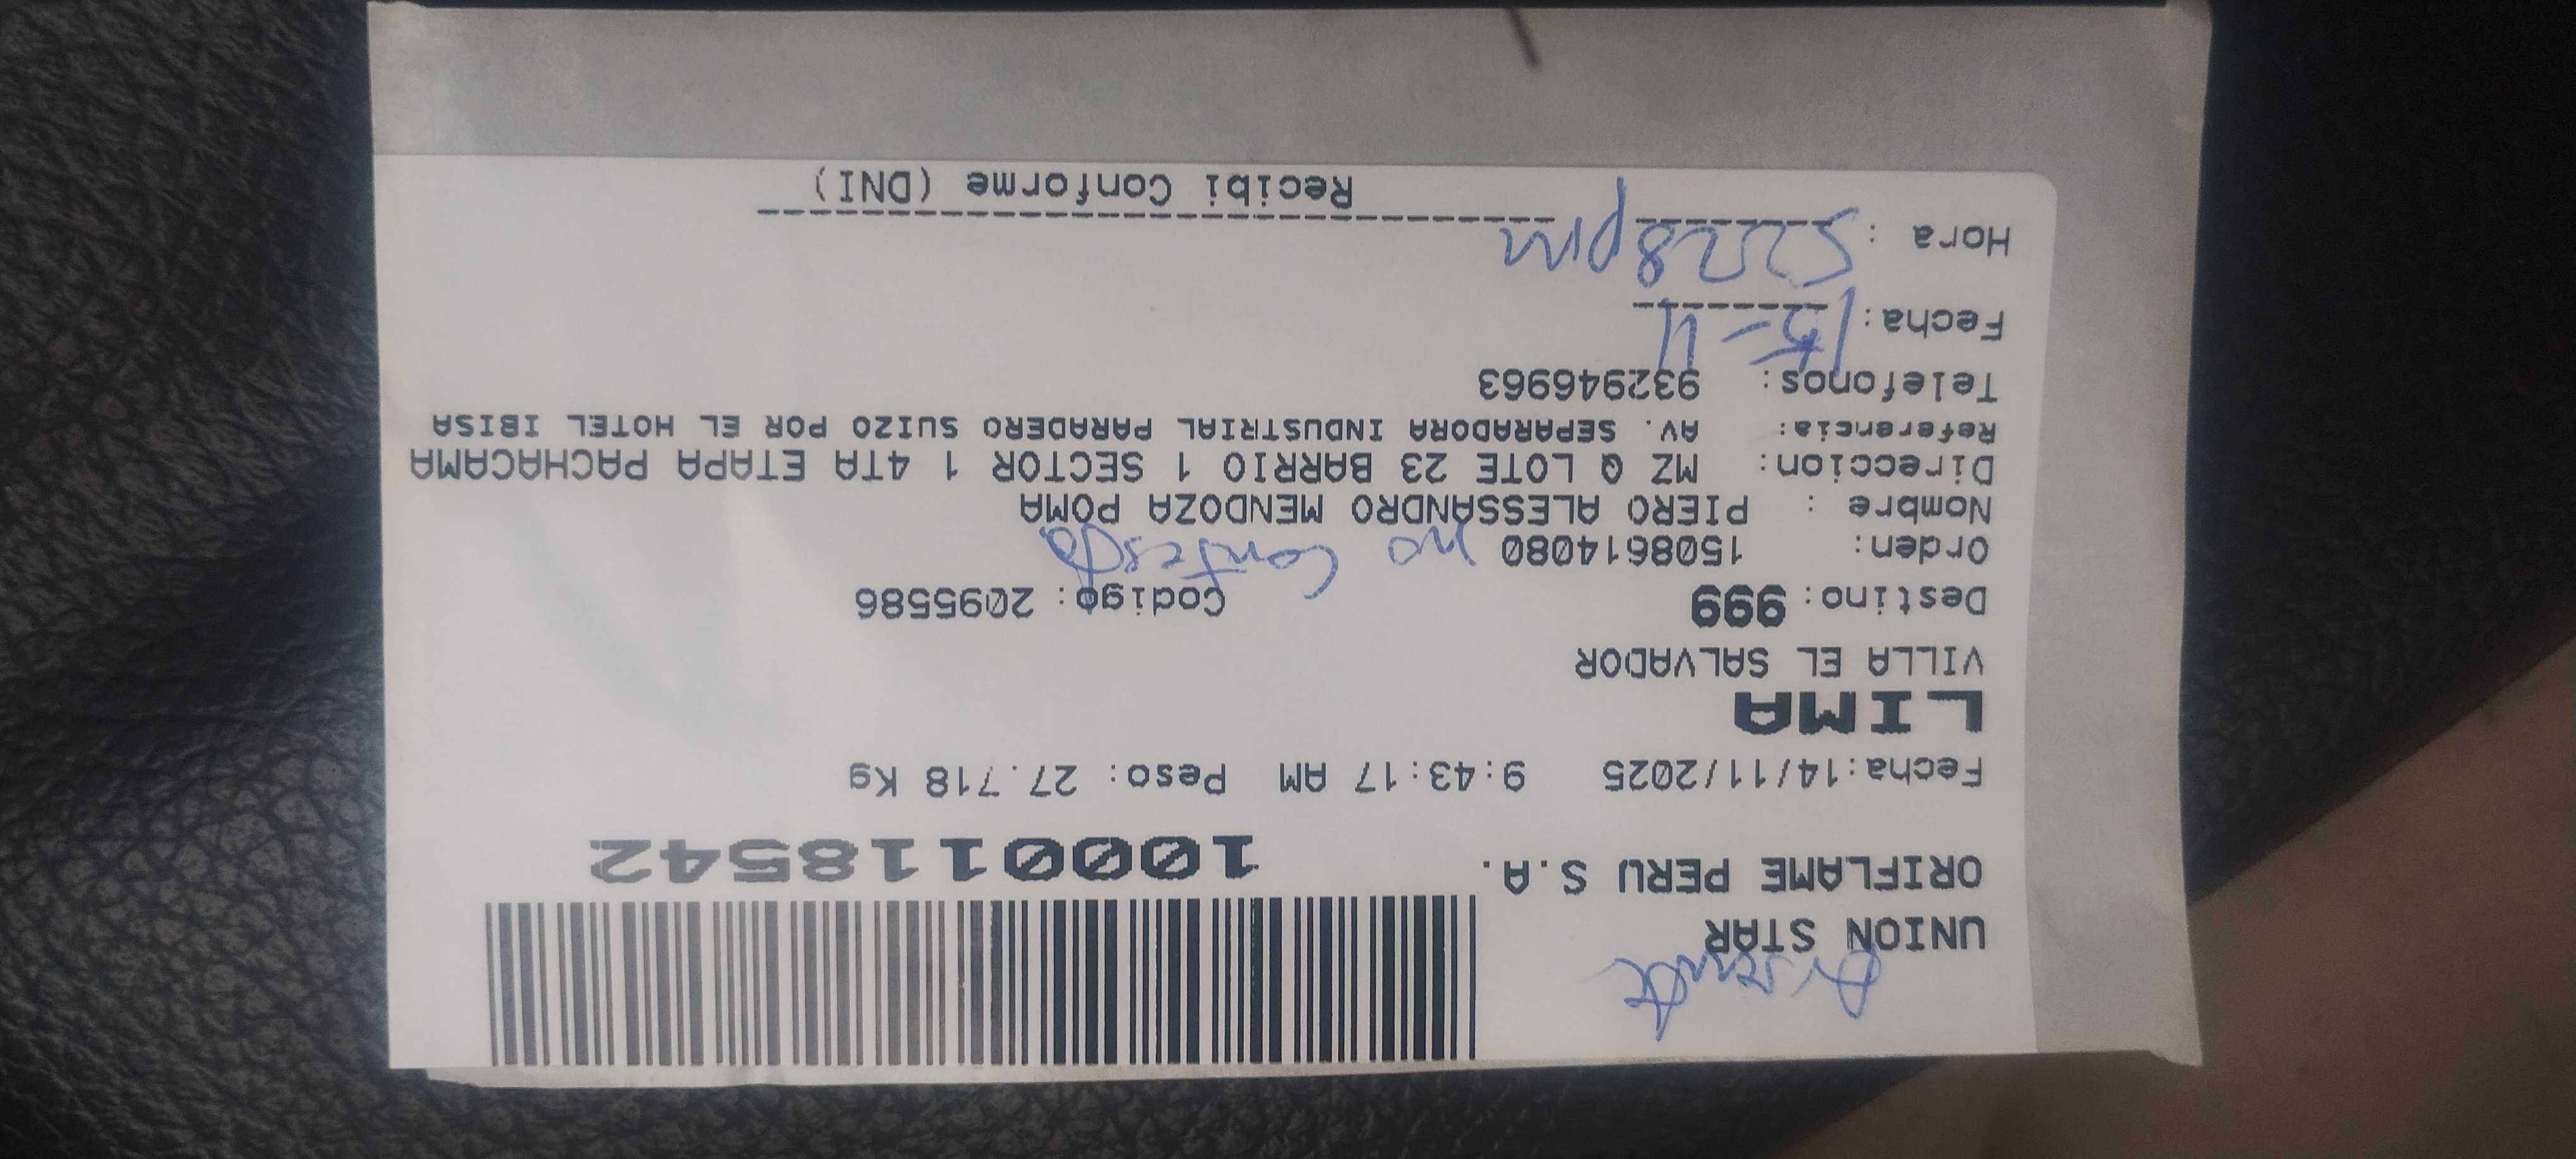 Ausente
UNION STAR
ORIFLAME PERU S.A.
1000118542
Fecha:14/11/2025 9:43:17 AM Peso: 27.718 Kg
LIMA
VILLA EL SALVADOR
Destino: 999 Codigo: 2095586
no contesta
Orden: 1508614080
Nombre : PIERO ALESSANDRO MENDOZA POMA
Direccion: MZ Q LOTE 23 BARRIO 1 SECTOR 1 4TA ETAPA PACHACAMA
Referencia: AV. SEPARADORA INDUSTRIAL PARADERO SUIZO POR EL HOTEL IBISA
Telefonos: 932946963
Fecha: 15-11
Hora : 5:28pm
Recibi Conforme (DNI)